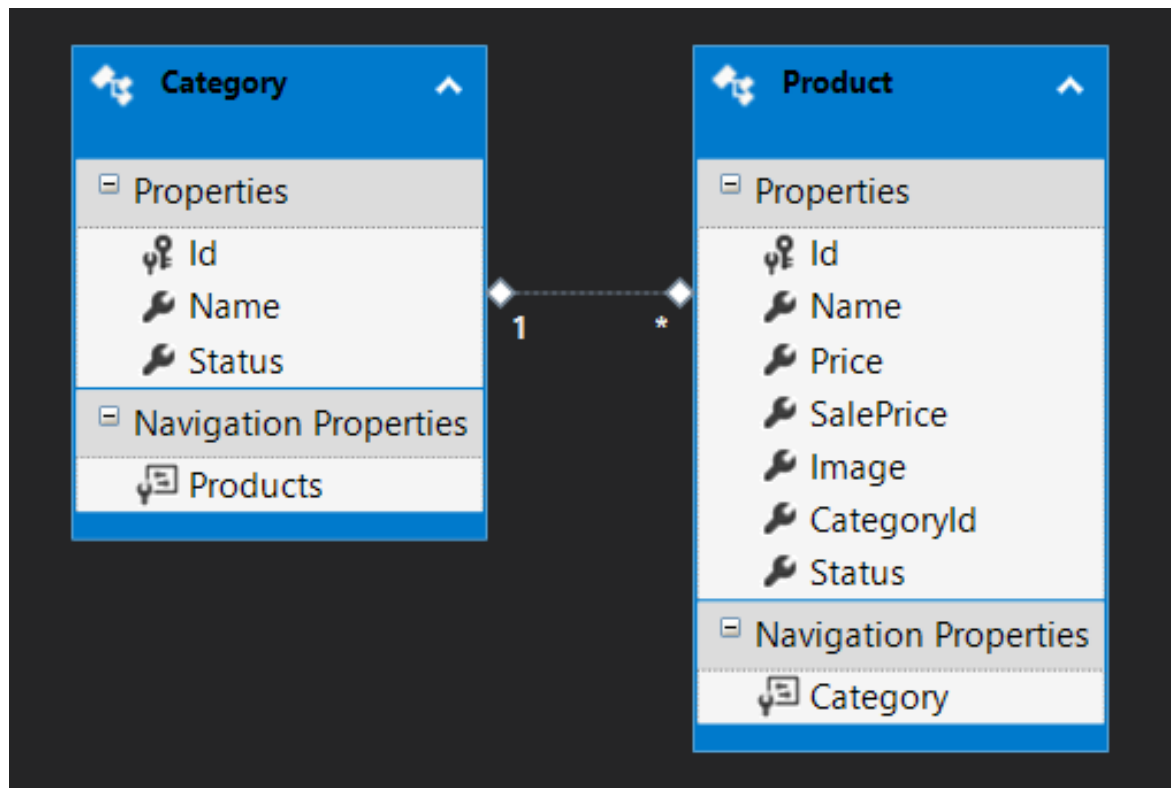 Category
Properties
Id
Name
Status
Navigation Properties
Products
1
*
Product
Properties
Id
Name
Price
SalePrice
Image
CategoryId
Status
Navigation Properties
Category